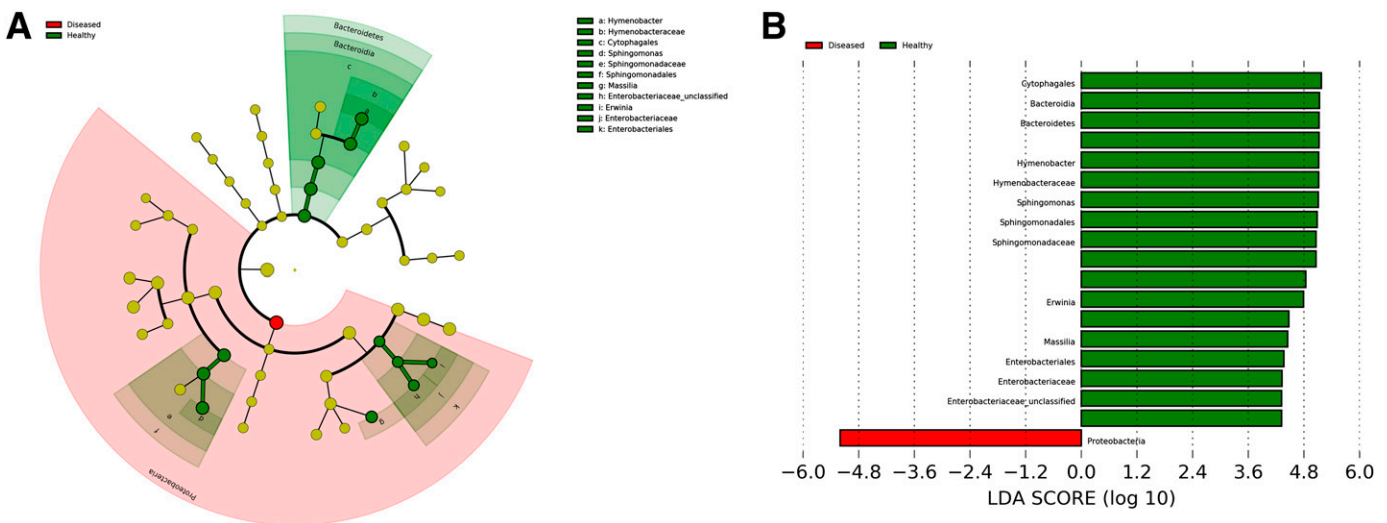 A
Diseased
Healthy
Bacteroidetes
Bacteroidia
c
b
a: Hymenobacter
b: Hymenobacteraceae
c: Cytophagales
d: Sphingomonas
e: Sphingomonadaceae
f: Sphingomonadales
g: Massilia
h: Enterobacteriaceae_unclassified
i: Erwinia
j: Enterobacteriaceae
k: Enterobacteriales
d
e
f
g
h
i
j
k
Proteobacteria
B
Diseased Healthy
Cytophagales
Bacteroidia
Bacteroidetes
Hymenobacter
Hymenobacteraceae
Sphingomonas
Sphingomonadales
Sphingomonadaceae
Erwinia
Massilia
Enterobacteriales
Enterobacteriaceae
Enterobacteriaceae_unclassified
Proteobacteria
−6.0 −4.8 −3.6 −2.4 −1.2 0.0 1.2 2.4 3.6 4.8 6.0
LDA SCORE (log 10)